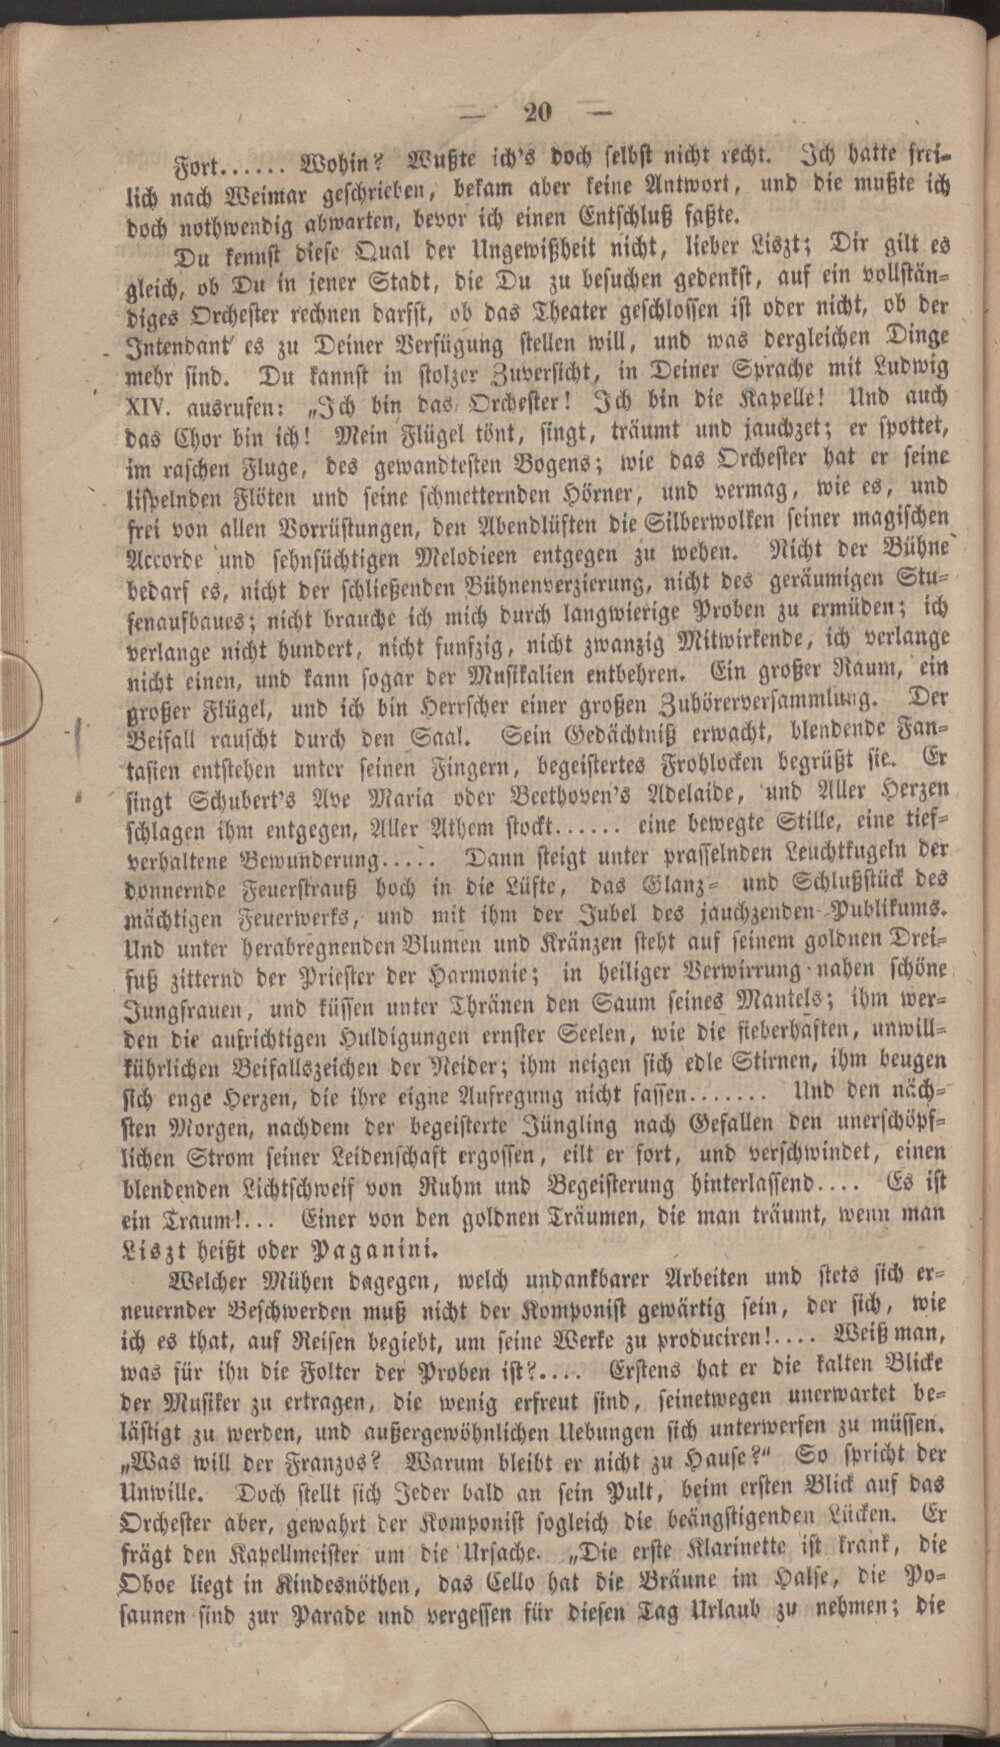 — 20 —
Fort...... Wohin? Wußte ich's doch selbst nicht recht. Ich hatte frei-
lich nach Weimar geschrieben, bekam aber keine Antwort, und die mußte ich
doch nothwendig abwarten, bevor ich einen Entschluß faßte.
Du kennst diese Qual der Ungewißheit nicht, lieber Liszt; Dir gilt es
gleich, ob Du in jener Stadt, die Du zu besuchen gedenkst, auf ein vollstän-
diges Orchester rechnen darfst, ob das Theater geschlossen ist oder nicht, ob der
Intendant es zu Deiner Verfügung stellen will, und was dergleichen Dinge
mehr sind. Du kannst in stolzer Zuversicht, in Deiner Sprache mit Ludwig
XIV. ausrufen: „Ich bin das Orchester! Ich bin die Kapelle! Und auch
das Chor bin ich! Mein Flügel tönt, singt, träumt und jauchzet; er spottet,
im raschen Fluge, des gewandtesten Bogens; wie das Orchester hat er seine
lispelnden Flöten und seine schmetternden Hörner, und vermag, wie es, und
frei von allen Vorrüstungen, den Abendlüften die Silberwolken seiner magischen
Accorde und sehnsüchtigen Melodieen entgegen zu wehen. Nicht der Bühne
bedarf es, nicht der schließenden Bühnenverzierung, nicht des geräumigen Stu-
fenaufbaues; nicht brauche ich mich durch langwierige Proben zu ermüden; ich
verlange nicht hundert, nicht funfzig, nicht zwanzig Mitwirkende, ich verlange
nicht einen, und kann sogar der Musikalien entbehren. Ein großer Raum, ein
großer Flügel, und ich bin Herrscher einer großen Zuhörerversammlung. Der
Beifall rauscht durch den Saal. Sein Gedächtniß erwacht, blendende Fan-
tasien entstehen unter seinen Fingern, begeistertes Frohlocken begrüßt sie. Er
singt Schubert's Ave Maria oder Beethoven's Adelaide, und Aller Herzen
schlagen ihm entgegen, Aller Athem stockt...... eine bewegte Stille, eine tief-
verhaltene Bewunderung..... Dann steigt unter prasselnden Leuchtkugeln der
donnernde Feuerstrauß hoch in die Lüfte, das Glanz- und Schlußstück des
mächtigen Feuerwerks, und mit ihm der Jubel des jauchzenden Publikums.
Und unter herabregnenden Blumen und Kränzen steht auf seinem goldnen Drei-
fuß zitternd der Priester der Harmonie; in heiliger Verwirrung nahen schöne
Jungfrauen, und küssen unter Thränen den Saum seines Mantels; ihm wer-
den die aufrichtigen Huldigungen ernster Seelen, wie die fieberhaften, unwill-
kührlichen Beifallszeichen der Neider; ihm neigen sich edle Stirnen, ihm beugen
sich enge Herzen, die ihre eigne Aufregung nicht fassen....... Und den näch-
sten Morgen, nachdem der begeisterte Jüngling nach Gefallen den unerschöpf-
lichen Strom seiner Leidenschaft ergossen, eilt er fort, und verschwindet, einen
blendenden Lichtschweif von Ruhm und Begeisterung hinterlassend.... Es ist
ein Traum!... Einer von den goldnen Träumen, die man träumt, wenn man
Liszt heißt oder Paganini.
Welcher Mühen dagegen, welch undankbarer Arbeiten und stets sich er-
neuernder Beschwerden muß nicht der Komponist gewärtig sein, der sich, wie
ich es that, auf Reisen begiebt, um seine Werke zu produciren!.... Weiß man,
was für ihn die Folter der Proben ist?.... Erstens hat er die kalten Blicke
der Musiker zu ertragen, die wenig erfreut sind, seinetwegen unerwartet be-
lästigt zu werden, und außergewöhnlichen Uebungen sich unterwerfen zu müssen.
„Was will der Franzos? Warum bleibt er nicht zu Hause?“ So spricht der
Unwille. Doch stellt sich Jeder bald an sein Pult, beim ersten Blick auf das
Orchester aber, gewahrt der Komponist sogleich die beängstigenden Lücken. Er
frägt den Kapellmeister um die Ursache. „Die erste Klarinette ist krank, die
Oboe liegt in Kindesnöthen, das Cello hat die Bräune im Halse, die Po-
saunen sind zur Parade und vergessen für diesen Tag Urlaub zu nehmen; die